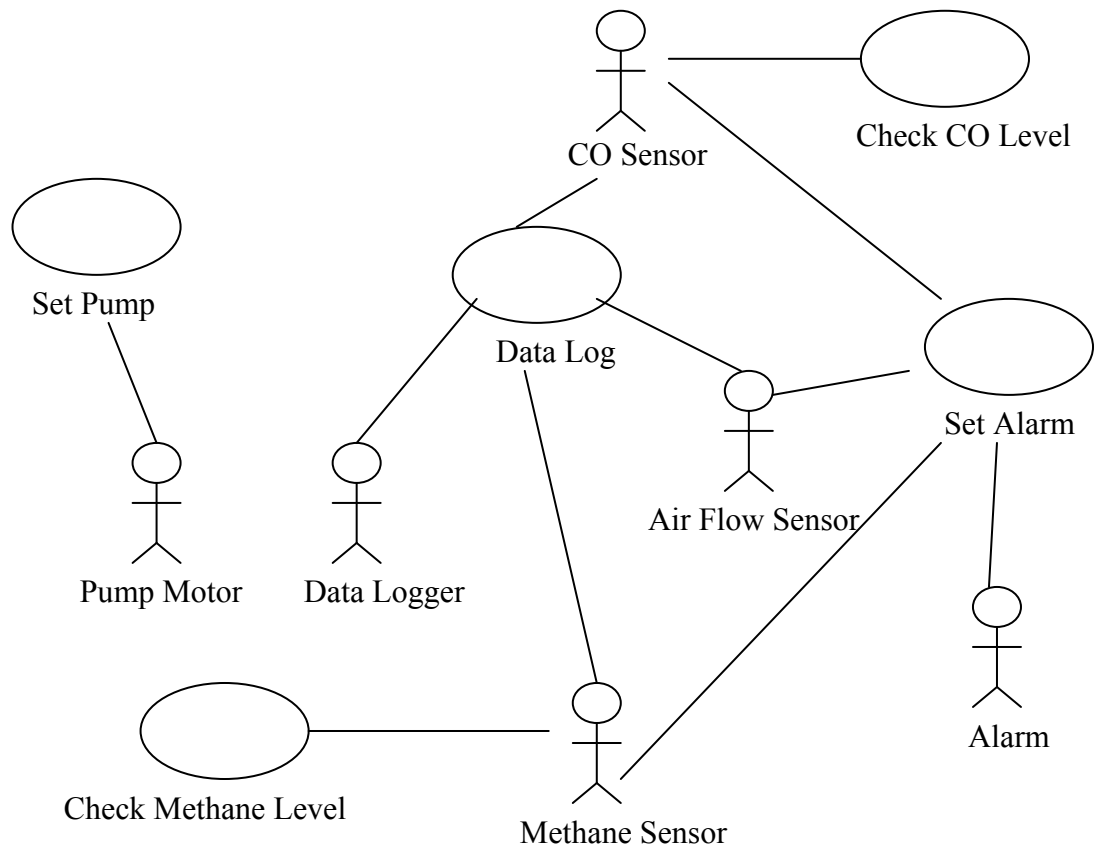 Check CO Level
CO Sensor
Set Pump
Data Log
Set Alarm
Air Flow Sensor
Pump Motor
Data Logger
Alarm
Check Methane Level
Methane Sensor